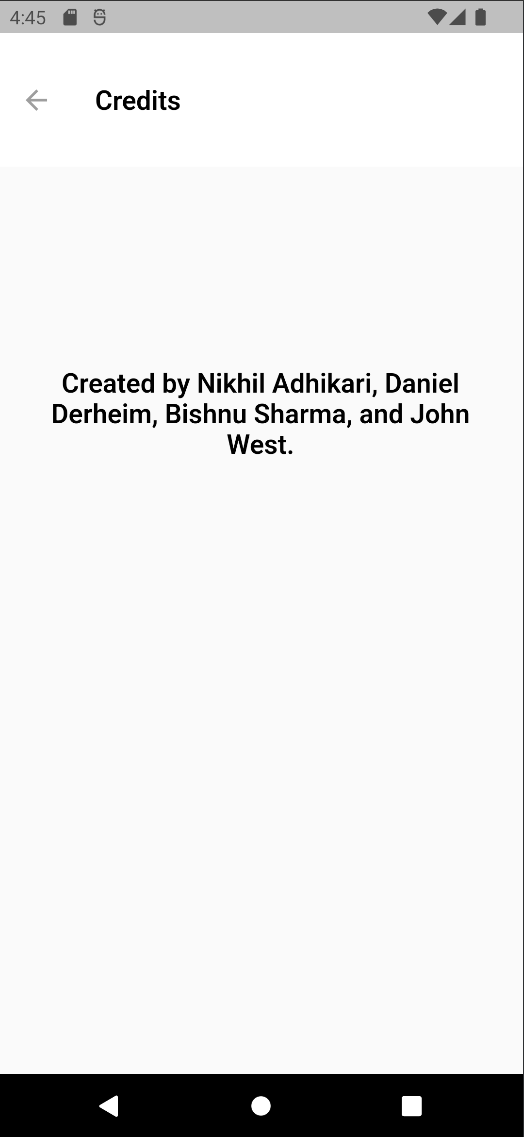 4:45
Credits
Created by Nikhil Adhikari, Daniel
Derheim, Bishnu Sharma, and John
West.